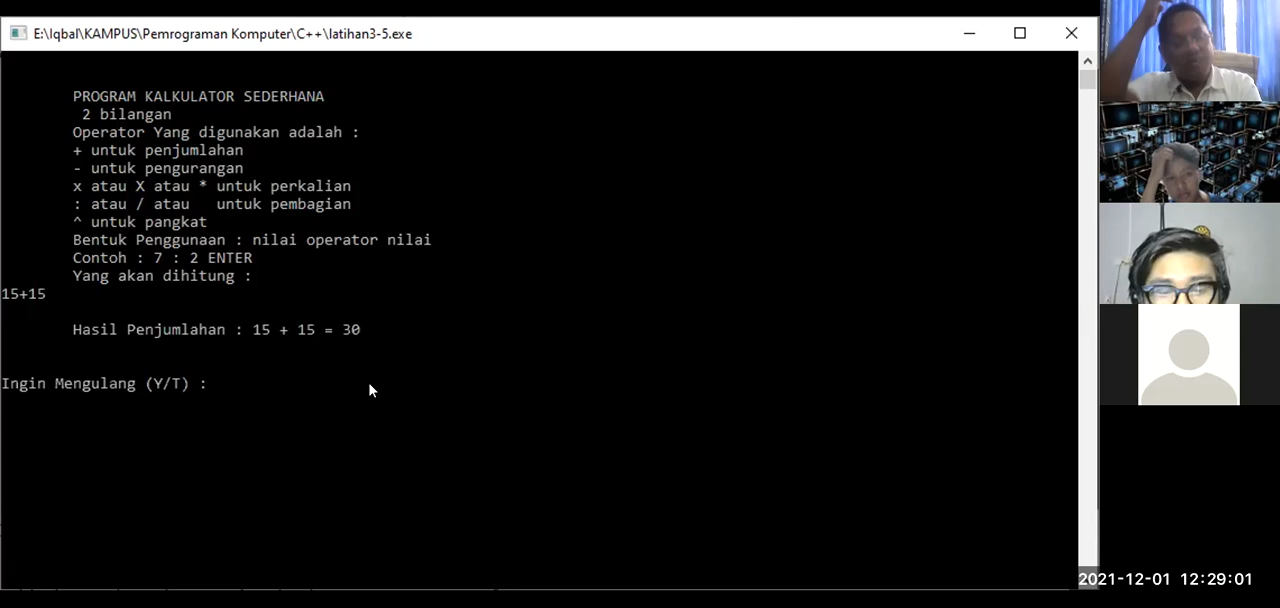 E:\Iqbal\KAMPUS\Pemrograman Komputer\C++\latihan3-5.exe
PROGRAM KALKULATOR SEDERHANA
2 bilangan
Operator Yang digunakan adalah :
+ untuk penjumlahan
- untuk pengurangan
x atau X atau * untuk perkalian
: atau / atau   untuk pembagian
^ untuk pangkat
Bentuk Penggunaan : nilai operator nilai
Contoh : 7 : 2 ENTER
Yang akan dihitung :
15+15
Hasil Penjumlahan : 15 + 15 = 30
Ingin Mengulang (Y/T) :
2021-12-01 12:29:01